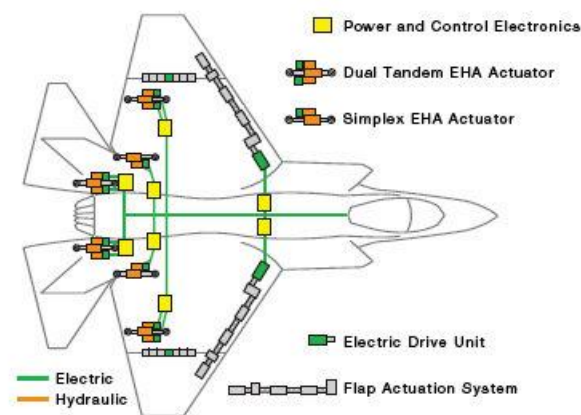 Power and Control Electronics
Dual Tandem EHA Actuator
Simplex EHA Actuator
Electric Drive Unit
Electric
Flap Actuation System
Hydraulic